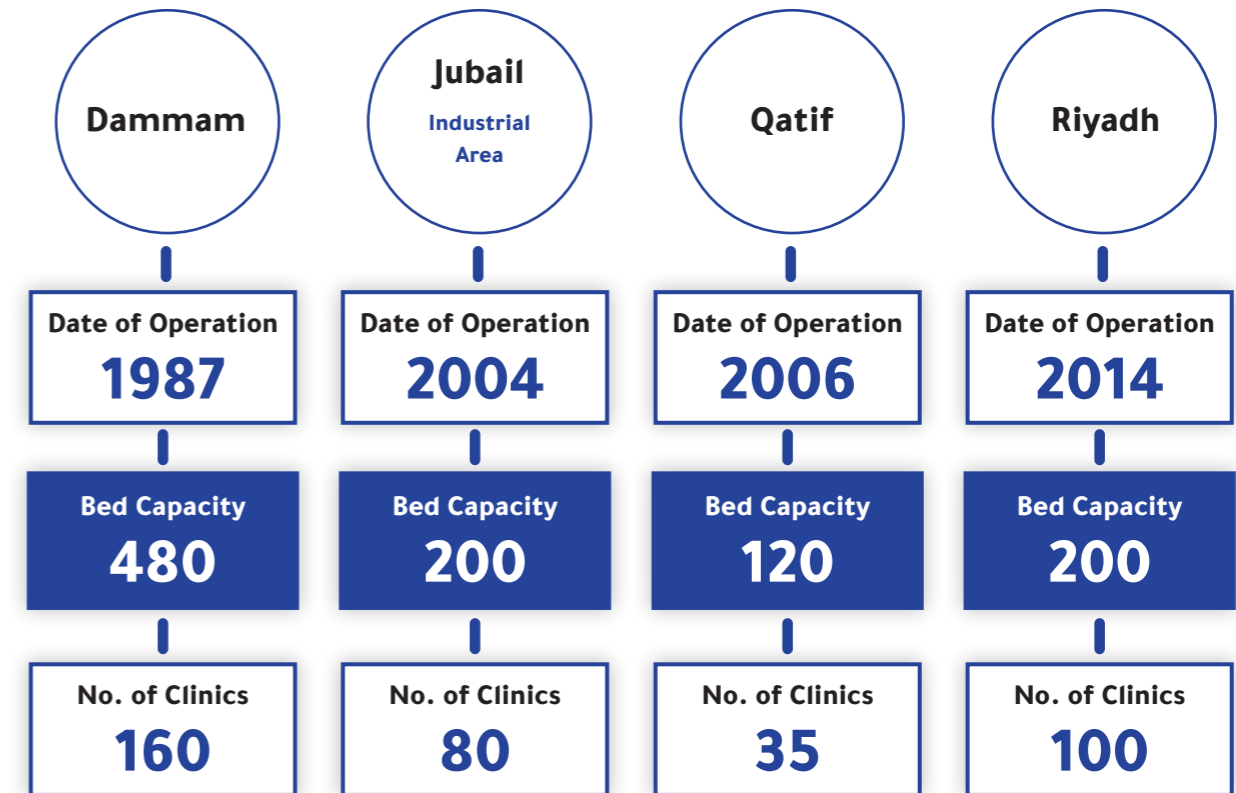 Dammam
Date of Operation
1987
Bed Capacity
480
No. of Clinics
160
Jubail
Industrial
Area
Date of Operation
2004
Bed Capacity
200
No. of Clinics
80
Qatif
Date of Operation
2006
Bed Capacity
120
No. of Clinics
35
Riyadh
Date of Operation
2014
Bed Capacity
200
No. of Clinics
100